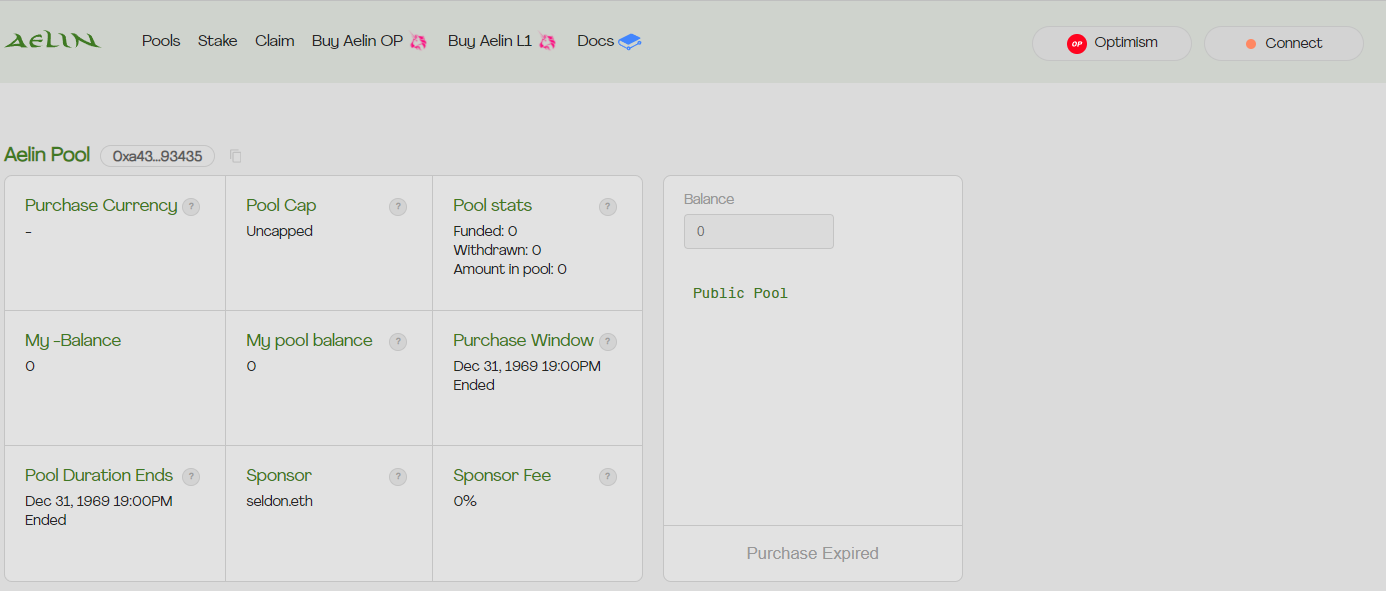 AELIN
Pools Stake Claim Buy Aelin OP Buy Aelin L1 Docs OP Optimism Connect
Aelin Pool 0xa43...93435
Purchase Currency ? Pool Cap ? Pool stats ?
- Uncapped Funded: 0
Withdrawn: 0
Amount in pool: 0
My -Balance My pool balance ? Purchase Window ?
0 0 Dec 31, 1969 19:00PM
Ended
Pool Duration Ends ? Sponsor ? Sponsor Fee ?
Dec 31, 1969 19:00PM seldon.eth 0%
Ended
Balance
0
Public Pool
Purchase Expired